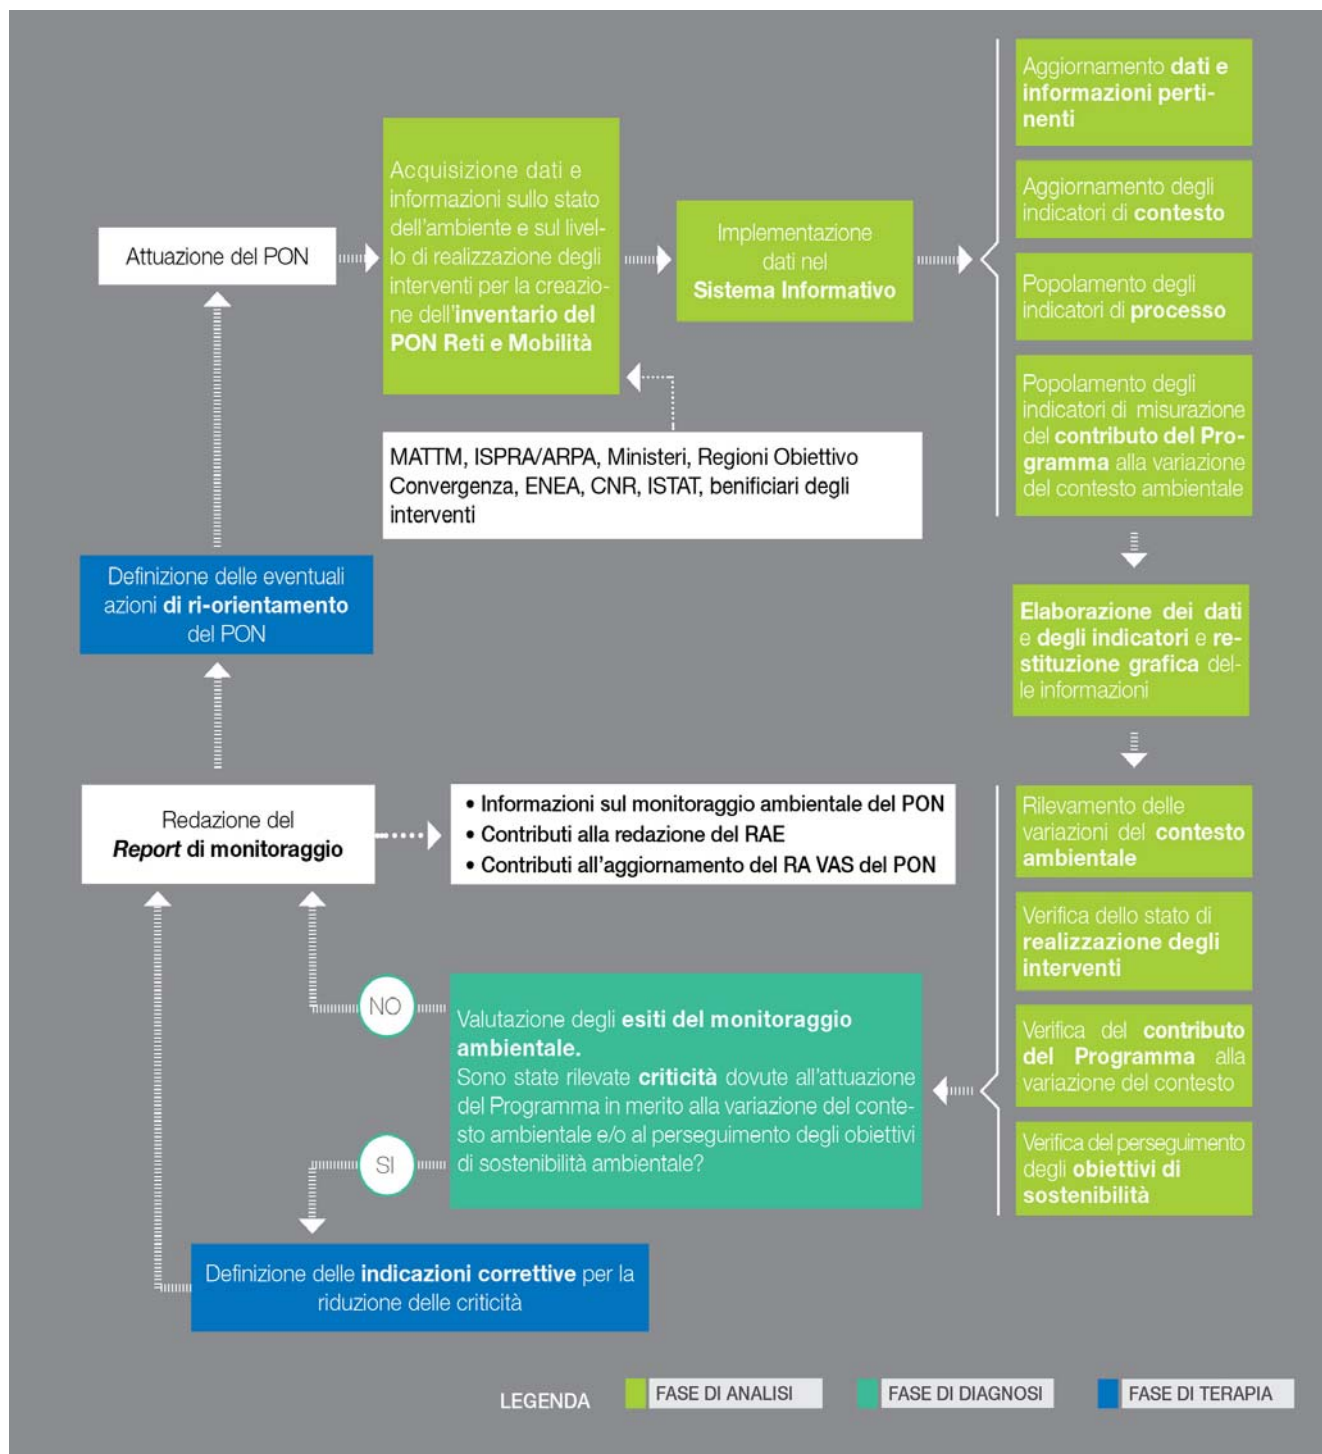 Attuazione del PON
Acquisizione dati e
informazioni sullo stato
dell'ambiente e sul livel-
lo di realizzazione degli
interventi per la creazio-
ne dell'inventario del
PON Reti e Mobilità
Implementazione
dati nel
Sistema Informativo
Aggiornamento dati e
informazioni perti-
nenti
Aggiornamento degli
indicatori di contesto
Popolamento degli
indicatori di processo
Popolamento degli
indicatori di misurazione
del contributo del Pro-
gramma alla variazione
del contesto ambientale
MATTM, ISPRA/ARPA, Ministeri, Regioni Obiettivo
Convergenza, ENEA, CNR, ISTAT, benificiari degli
interventi
Elaborazione dei dati
e degli indicatori e re-
stituzione grafica del-
le informazioni
Rilevamento delle
variazioni del contesto
ambientale
Verifica dello stato di
realizzazione degli
interventi
Verifica del contributo
del Programma alla
variazione del contesto
Verifica del perseguimento
degli obiettivi di
sostenibilità
Valutazione degli esiti del monitoraggio
ambientale.
Sono state rilevate criticità dovute all'attuazione
del Programma in merito alla variazione del conte-
sto ambientale e/o al perseguimento degli obiettivi
di sostenibilità ambientale?
NO
SI
Definizione delle indicazioni correttive per la
riduzione delle criticità
Redazione del
Report di monitoraggio
• Informazioni sul monitoraggio ambientale del PON
• Contributi alla redazione del RAE
• Contributi all'aggiornamento del RA VAS del PON
Definizione delle eventuali
azioni di ri-orientamento
del PON
LEGENDA
FASE DI ANALISI
FASE DI DIAGNOSI
FASE DI TERAPIA